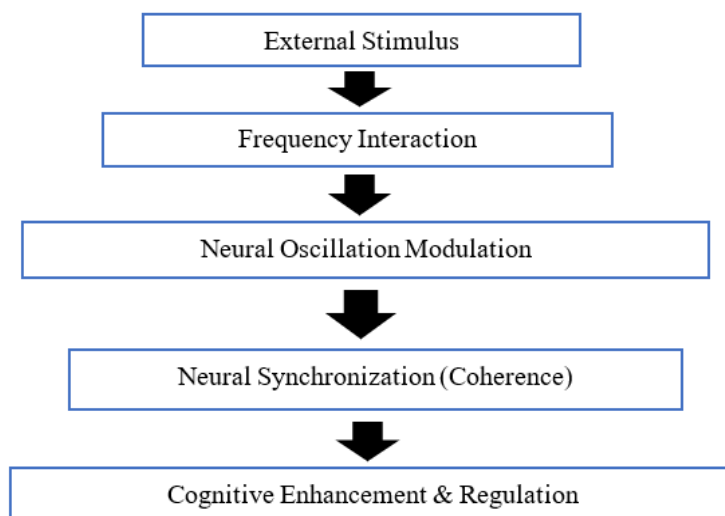 External Stimulus
Frequency Interaction
Neural Oscillation Modulation
Neural Synchronization (Coherence)
Cognitive Enhancement & Regulation